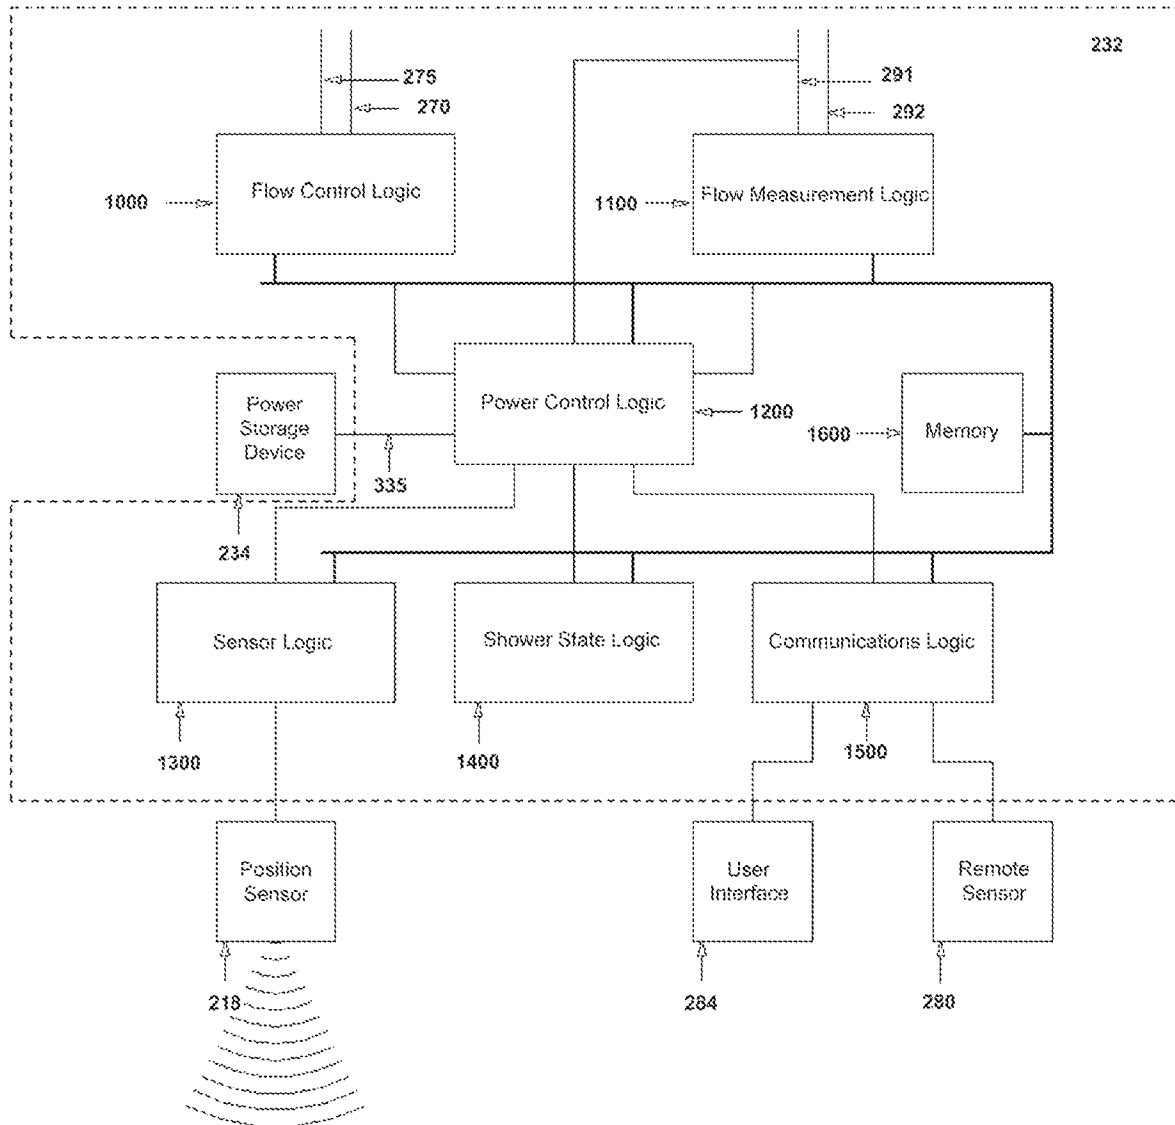 232
275
291
270
292
Flow Control Logic
Flow Measurement Logic
1000
1100
Power
Storage
Device
Power Control Logic
1200
1600
Memory
335
234
Sensor Logic
Shower State Logic
Communications Logic
1300
1400
1500
Position
Sensor
User
Interface
Remote
Sensor
218
284
280